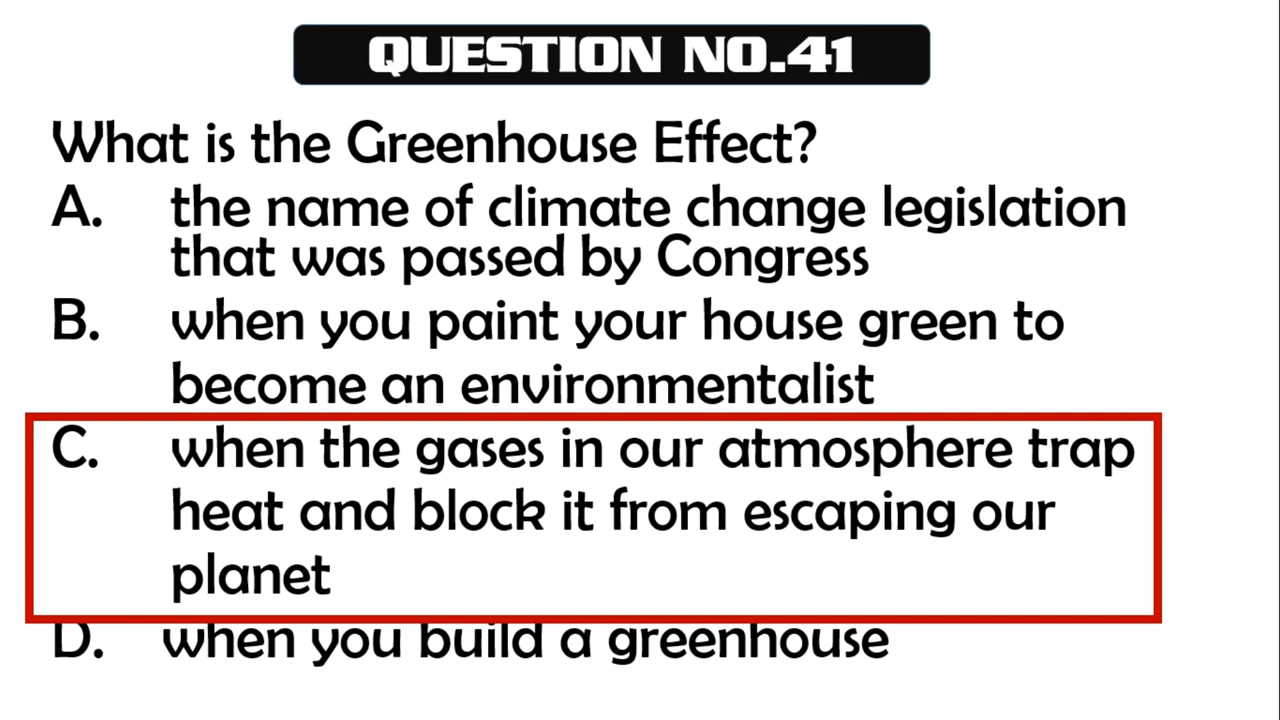 QUESTION NO.41
What is the Greenhouse Effect?
A. the name of climate change legislation
that was passed by Congress
B. when you paint your house green to
become an environmentalist
C. when the gases in our atmosphere trap
heat and block it from escaping our
planet
D. when you build a greenhouse